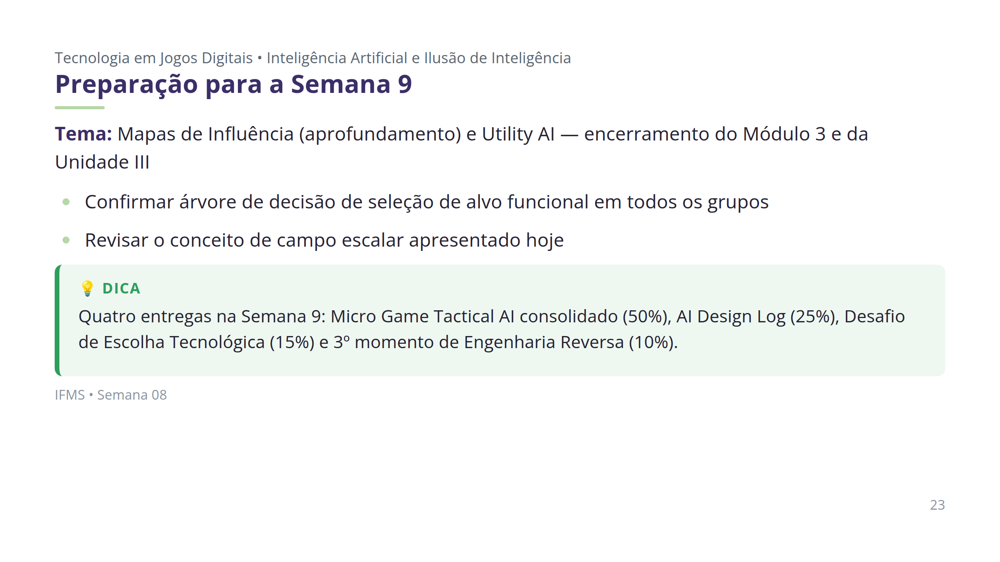 Tecnologia em Jogos Digitais • Inteligência Artificial e Ilusão de Inteligência
Preparação para a Semana 9
Tema: Mapas de Influência (aprofundamento) e Utility AI — encerramento do Módulo 3 e da
Unidade III
• Confirmar árvore de decisão de seleção de alvo funcional em todos os grupos
• Revisar o conceito de campo escalar apresentado hoje
💡 DICA
Quatro entregas na Semana 9: Micro Game Tactical AI consolidado (50%), AI Design Log (25%), Desafio
de Escolha Tecnológica (15%) e 3º momento de Engenharia Reversa (10%).
IFMS • Semana 08
23